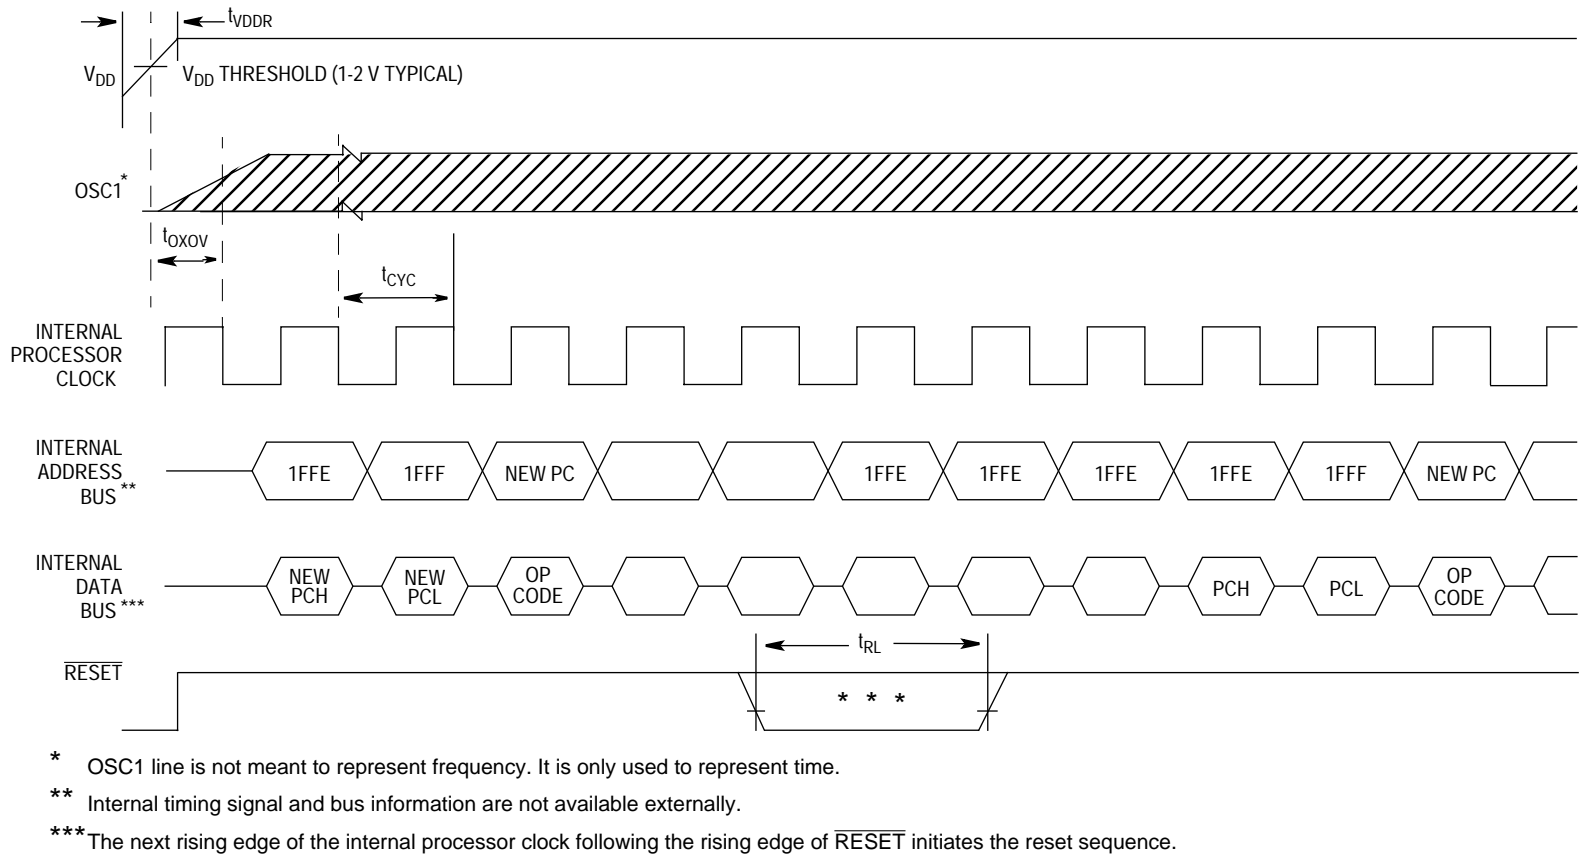 tVDDR
VDD
VDD THRESHOLD (1-2 V TYPICAL)
OSC1*
tOXOV
tCYC
INTERNAL
PROCESSOR
CLOCK
INTERNAL
ADDRESS
BUS**
1FFE 1FFF NEW PC 1FFE 1FFE 1FFE 1FFE 1FFF NEW PC
INTERNAL
DATA
BUS***
NEW PCH
NEW PCL
OP CODE
PCH
PCL
OP CODE
tRL
RESET
* * *
* OSC1 line is not meant to represent frequency. It is only used to represent time.
** Internal timing signal and bus information are not available externally.
***The next rising edge of the internal processor clock following the rising edge of RESET initiates the reset sequence.